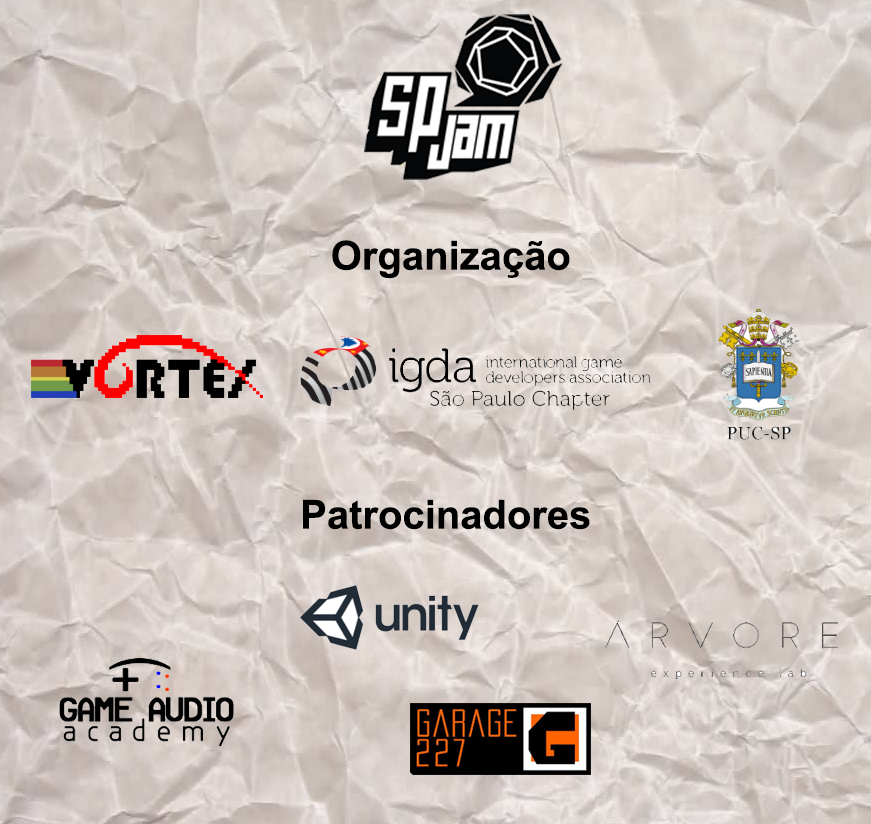 SP
jam
Organização
VORTEX
igda international game
developers association
São Paulo Chapter
SAPIENTIA
PUC-SP
Patrocinadores
unity
ÁRVORE
experience lab
GAME AUDIO
academy
GARAGE
227